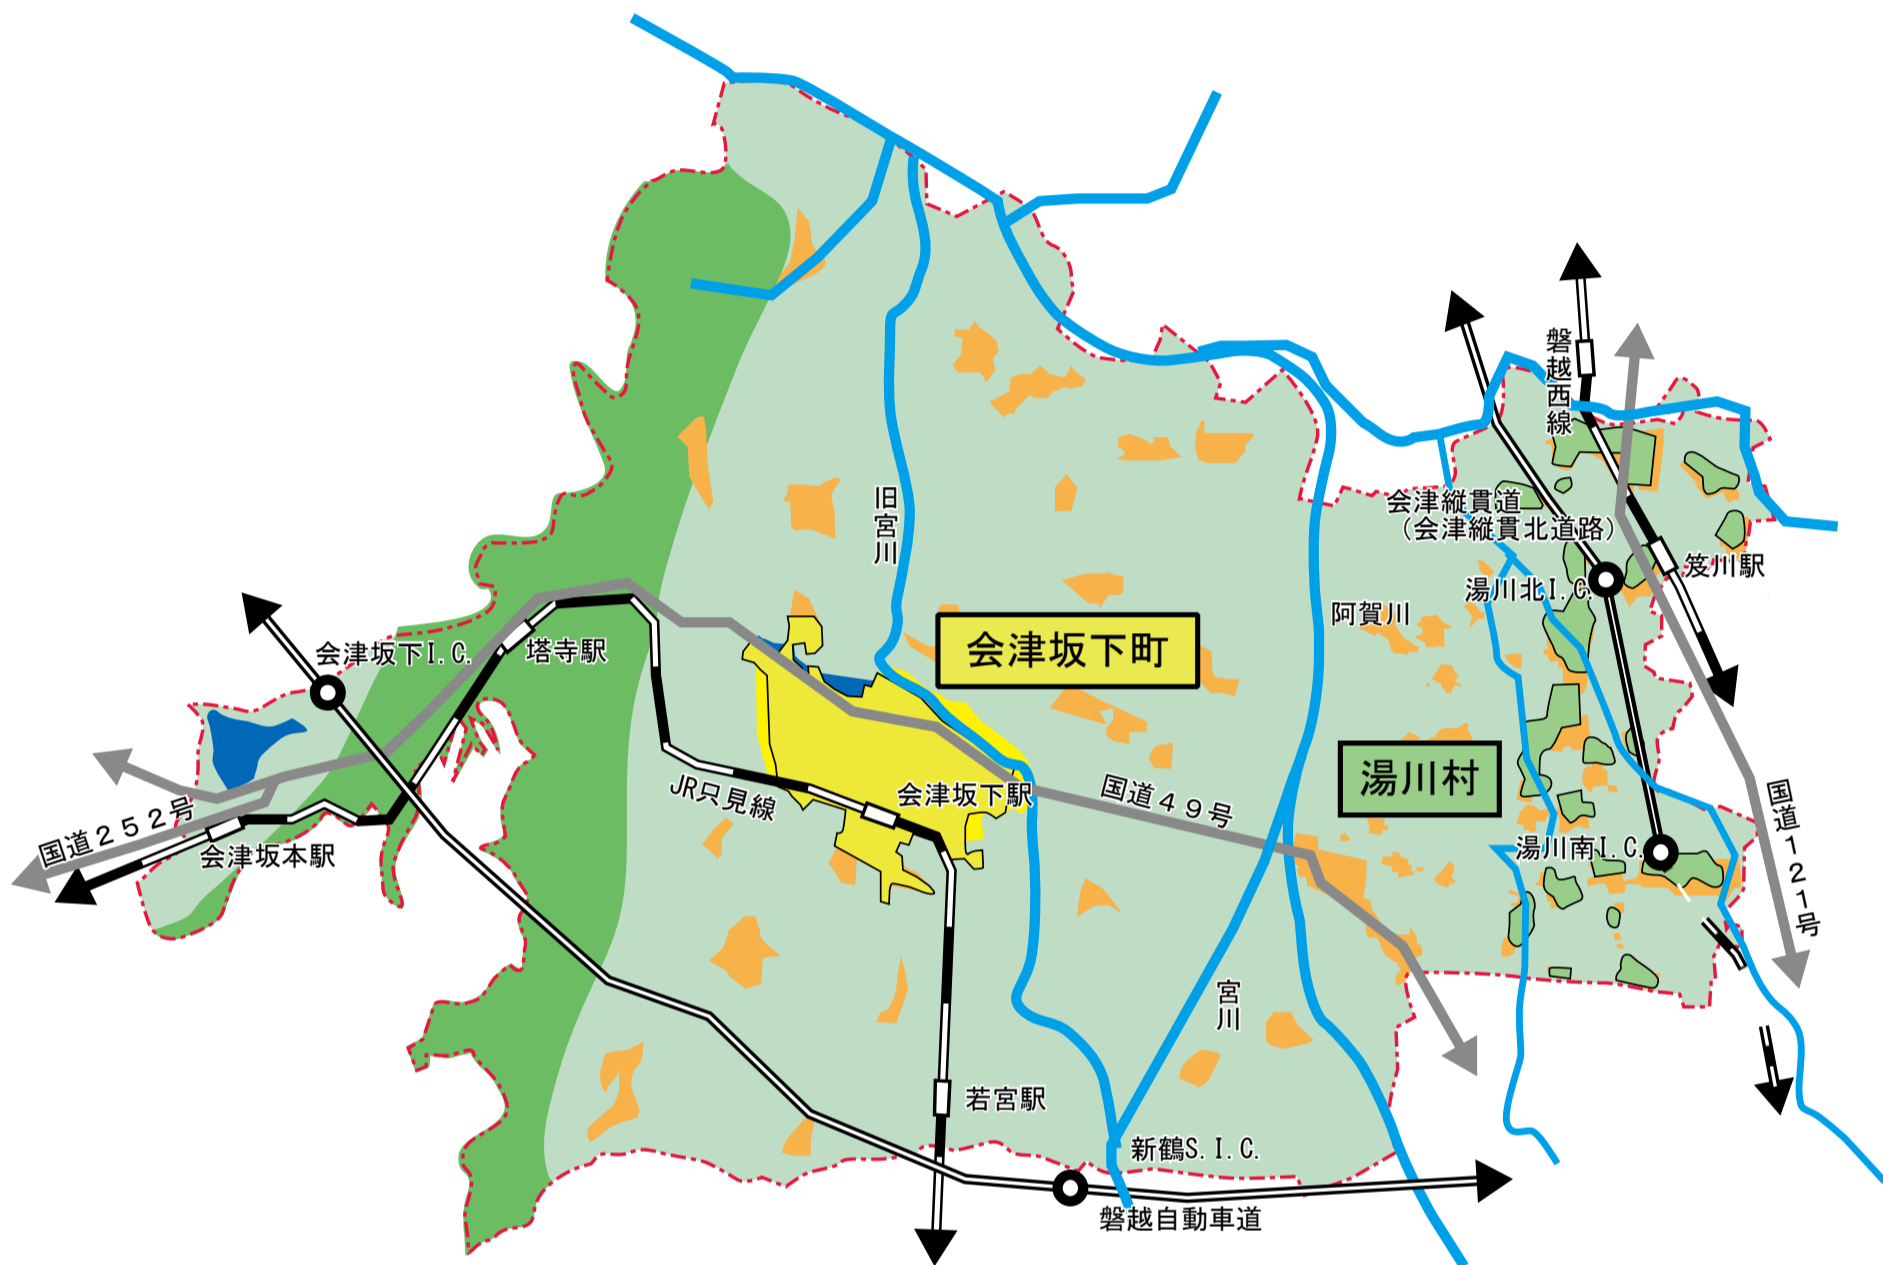 磐越西線
旧宮川
会津縦貫道
（会津縦貫北道路）
笈川駅
湯川北I.C.
阿賀川
会津坂下町
塔寺駅
会津坂下I.C.
湯川村
JR只見線
会津坂下駅
国道４９号
国道２５２号
会津坂本駅
湯川南I.C.
国道１２１号
宮川
若宮駅
新鶴S.I.C.
磐越自動車道